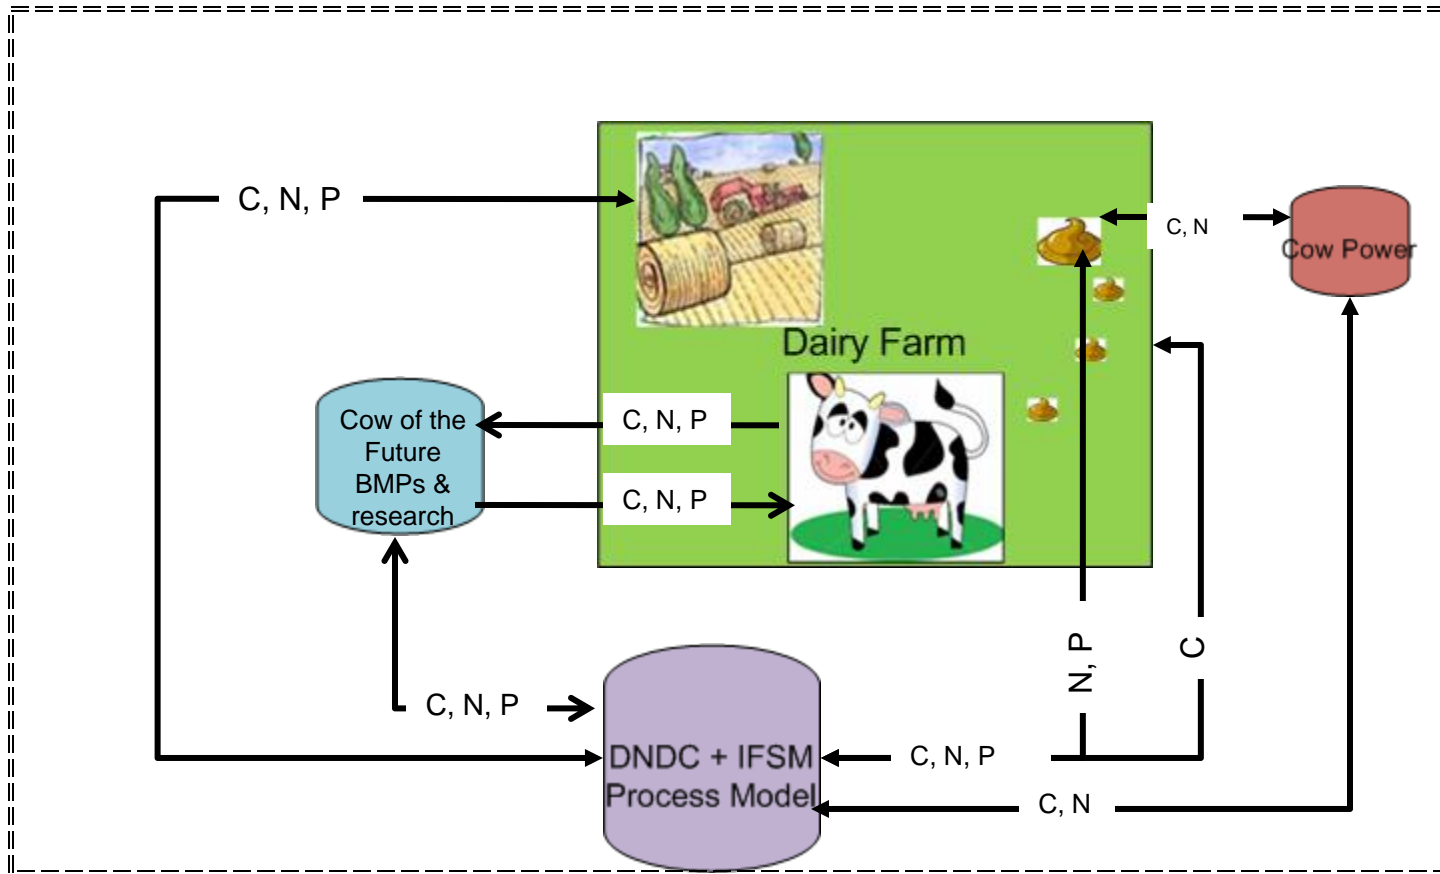 C, N, P
C, N
Cow Power
Dairy Farm
C, N, P
Cow of the
Future
BMPs &
research
C, N, P
N, P
C
C, N, P
DNDC + IFSM
Process Model
C, N, P
C, N